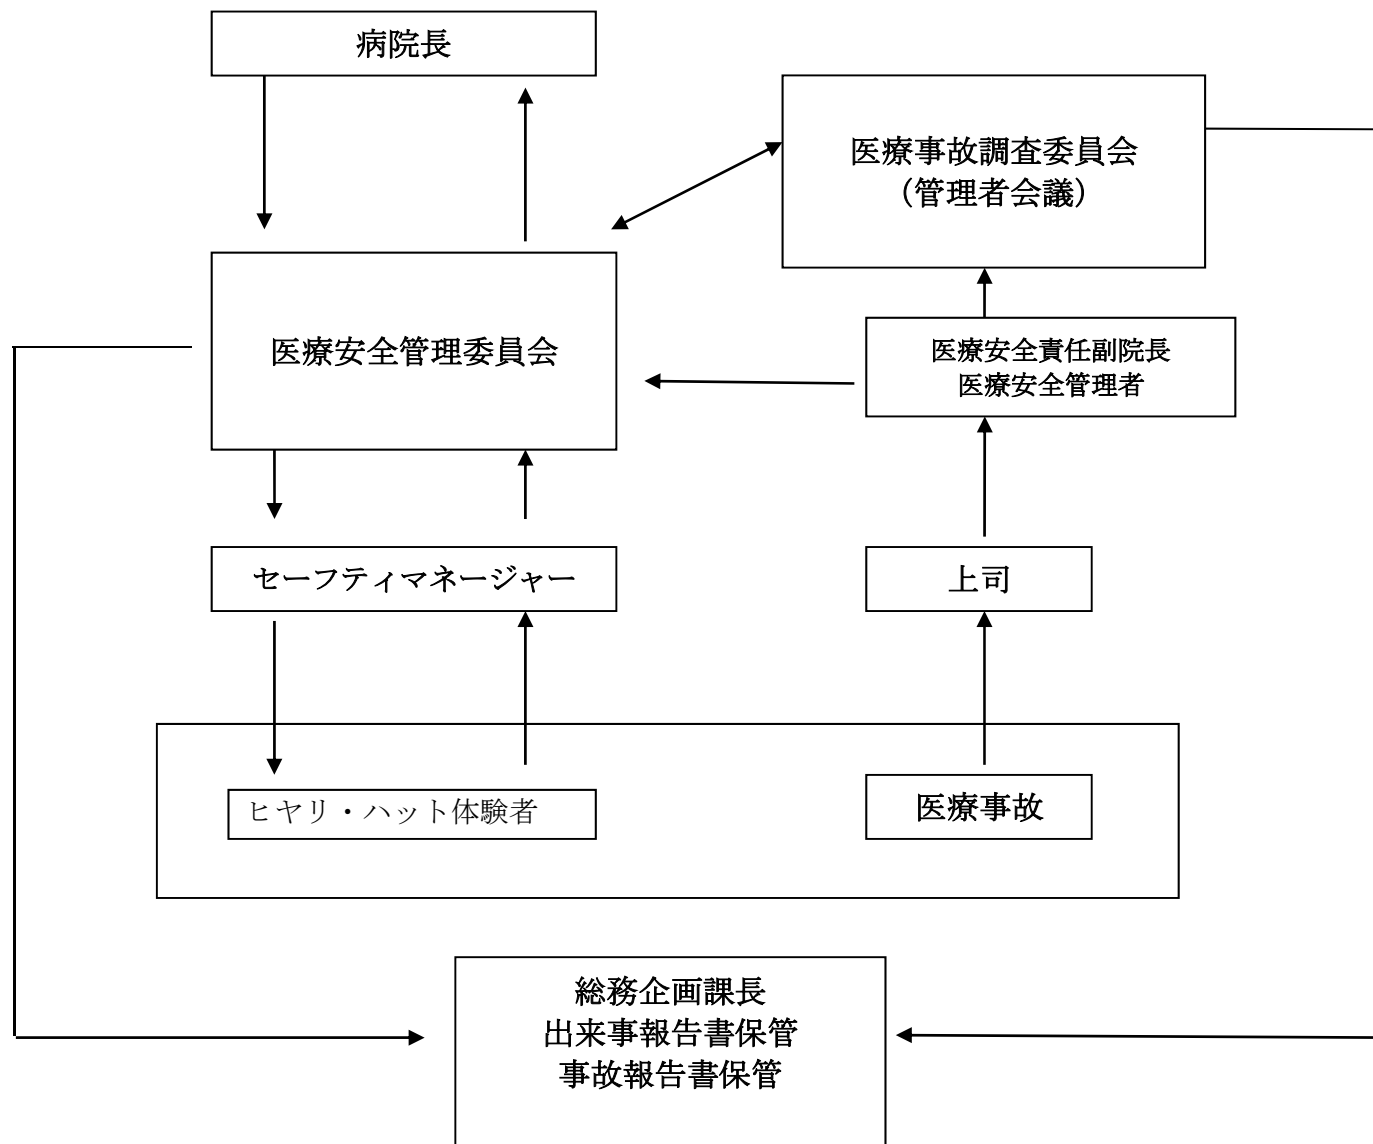 病院長
医療事故調査委員会
（管理者会議）
医療安全管理委員会
医療安全責任副院長
医療安全管理者
セーフティマネージャー
上司
ヒヤリ・ハット体験者
医療事故
総務企画課長
出来事報告書保管
事故報告書保管